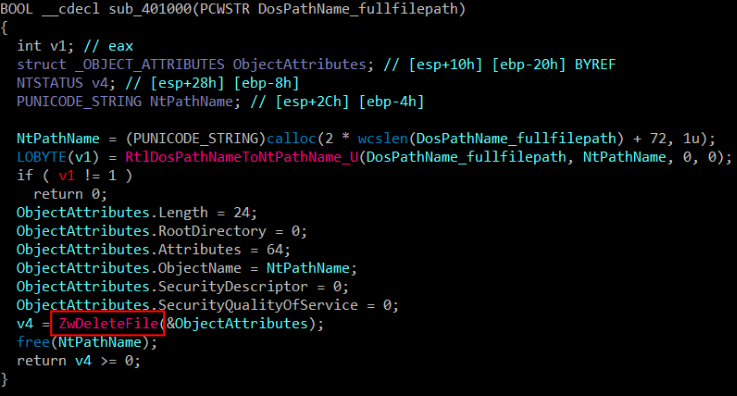 BOOL __cdecl sub_401000(PCWSTR DosPathName_fullfilepath)
{
  int v1; // eax
  struct _OBJECT_ATTRIBUTES ObjectAttributes; // [esp+10h] [ebp-20h] BYREF
  NTSTATUS v4; // [esp+28h] [ebp-8h]
  PUNICODE_STRING NtPathName; // [esp+2Ch] [ebp-4h]

  NtPathName = (PUNICODE_STRING)calloc(2 * wcslen(DosPathName_fullfilepath) + 72, 1u);
  LOBYTE(v1) = RtlDosPathNameToNtPathName_U(DosPathName_fullfilepath, NtPathName, 0, 0);
  if ( v1 != 1 )
    return 0;
  ObjectAttributes.Length = 24;
  ObjectAttributes.RootDirectory = 0;
  ObjectAttributes.Attributes = 64;
  ObjectAttributes.ObjectName = NtPathName;
  ObjectAttributes.SecurityDescriptor = 0;
  ObjectAttributes.SecurityQualityOfService = 0;
  v4 = ZwDeleteFile(&ObjectAttributes);
  free(NtPathName);
  return v4 >= 0;
}